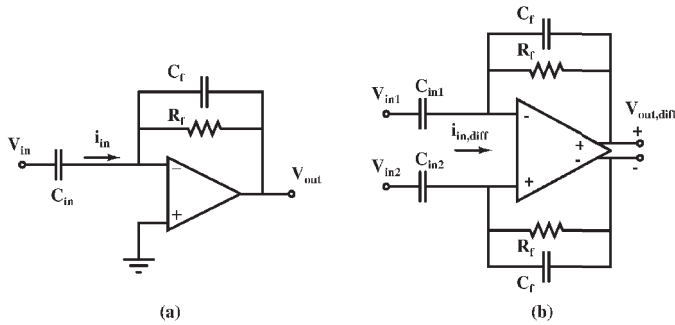 C_f
R_f
V_in
i_in
C_in
−
+
V_out
(a)
C_f
R_f
V_in1
C_in1
i_in,diff
V_in2
C_in2
-
+
+
-
V_out,diff
+
-
R_f
C_f
(b)